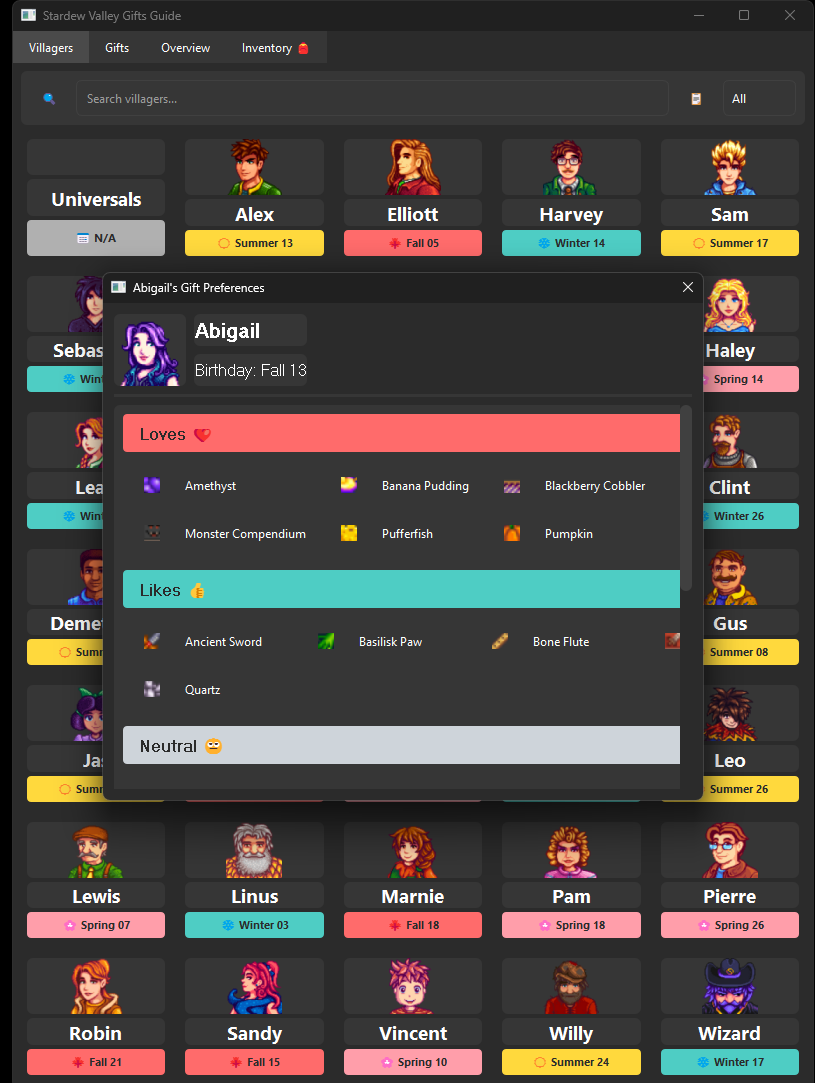 Stardew Valley Gifts Guide
Villagers Gifts Overview Inventory
Search villagers... All
Universals Alex Elliott Harvey Sam
N/A Summer 13 Fall 05 Winter 14 Summer 17
Abigail's Gift Preferences
Abigail
Birthday: Fall 13
Sebas Haley
Wint Spring 14
Loves
Amethyst Banana Pudding Blackberry Cobbler
Lea Clint
Wint Winter 26
Monster Compendium Pufferfish Pumpkin
Likes
Demet Gus
Ancient Sword Basilisk Paw Bone Flute
Summ Summer 08
Quartz
Neutral
Jas Leo
Summ Summer 26
Lewis Linus Marnie Pam Pierre
Spring 07 Winter 03 Fall 18 Spring 18 Spring 26
Robin Sandy Vincent Willy Wizard
Fall 21 Fall 15 Spring 10 Summer 24 Winter 17